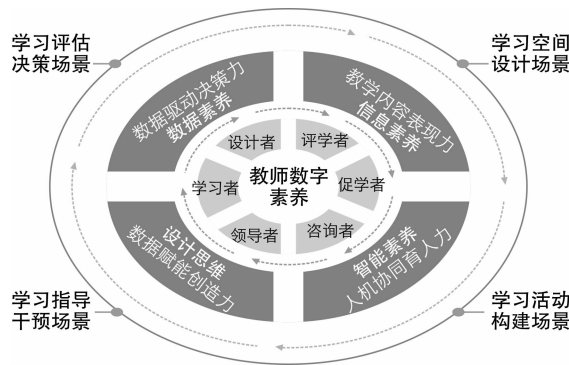 学习评估
决策场景
学习空间
设计场景
数据驱动决策力
数据素养
教学内容表现力
信息素养
设计者
评学者
学习者
教师数字
素养
促学者
领导者
咨询者
设计思维
数据赋能创造力
智能素养
人机协同育人力
学习指导
干预场景
学习活动
构建场景